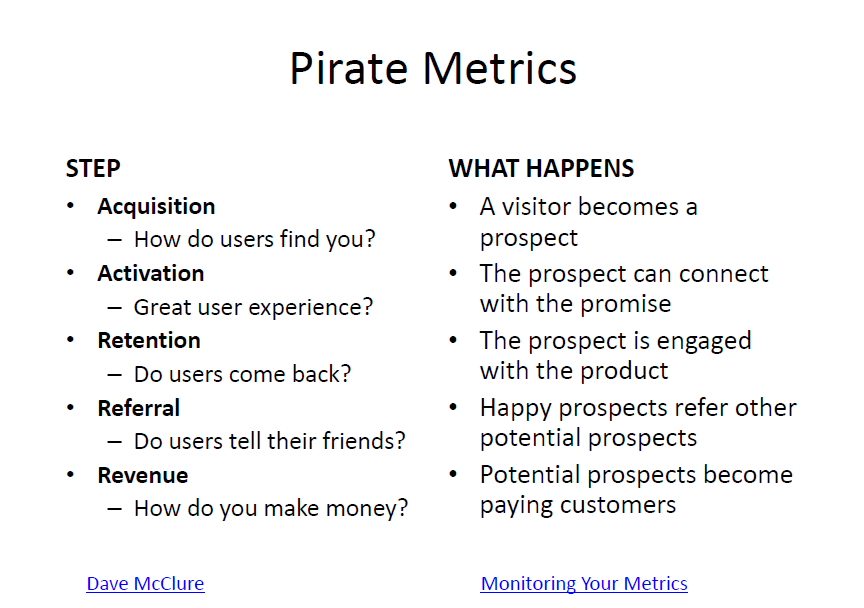 Pirate Metrics
STEP
• Acquisition
– How do users find you?
• Activation
– Great user experience?
• Retention
– Do users come back?
• Referral
– Do users tell their friends?
• Revenue
– How do you make money?
Dave McClure
WHAT HAPPENS
• A visitor becomes a
prospect
• The prospect can connect
with the promise
• The prospect is engaged
with the product
• Happy prospects refer other
potential prospects
• Potential prospects become
paying customers
Monitoring Your Metrics